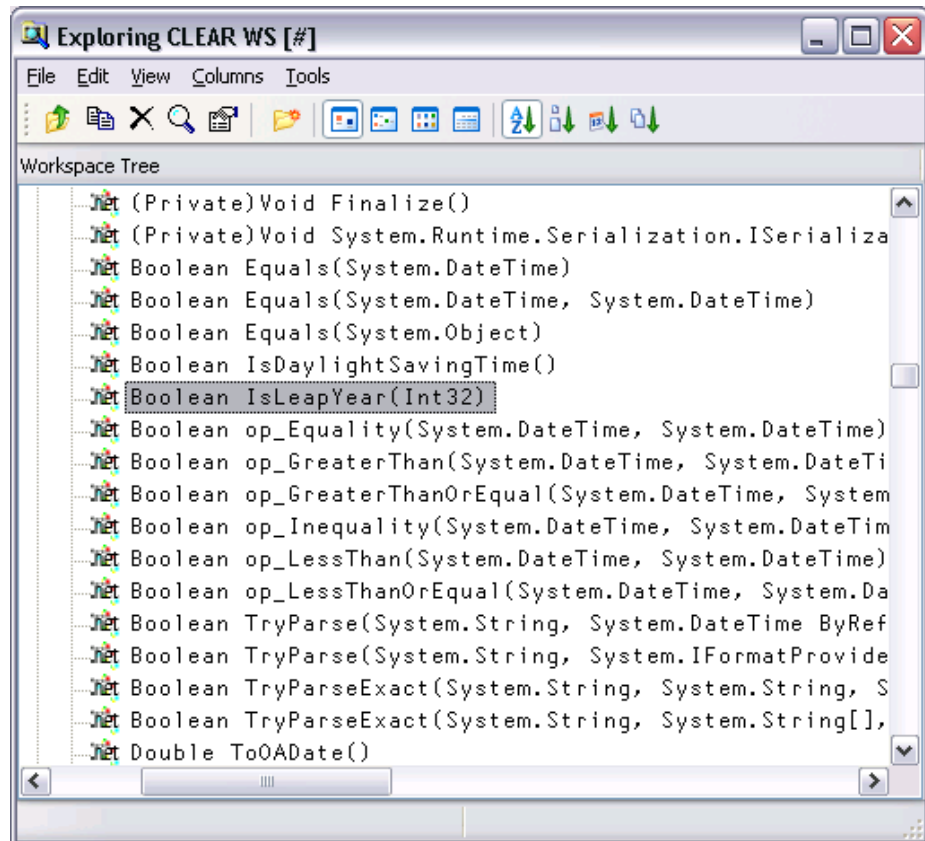 Exploring CLEAR WS [#]
File Edit View Columns Tools
Workspace Tree
(Private)Void Finalize()
(Private)Void System.Runtime.Serialization.ISerializa
Boolean Equals(System.DateTime)
Boolean Equals(System.DateTime, System.DateTime)
Boolean Equals(System.Object)
Boolean IsDaylightSavingTime()
Boolean IsLeapYear(Int32)
Boolean op_Equality(System.DateTime, System.DateTime)
Boolean op_GreaterThan(System.DateTime, System.DateTi
Boolean op_GreaterThanOrEqual(System.DateTime, System
Boolean op_Inequality(System.DateTime, System.DateTim
Boolean op_LessThan(System.DateTime, System.DateTime)
Boolean op_LessThanOrEqual(System.DateTime, System.Da
Boolean TryParse(System.String, System.DateTime ByRef
Boolean TryParse(System.String, System.IFormatProvide
Boolean TryParseExact(System.String, System.String, S
Boolean TryParseExact(System.String, System.String[],
Double ToOADate()